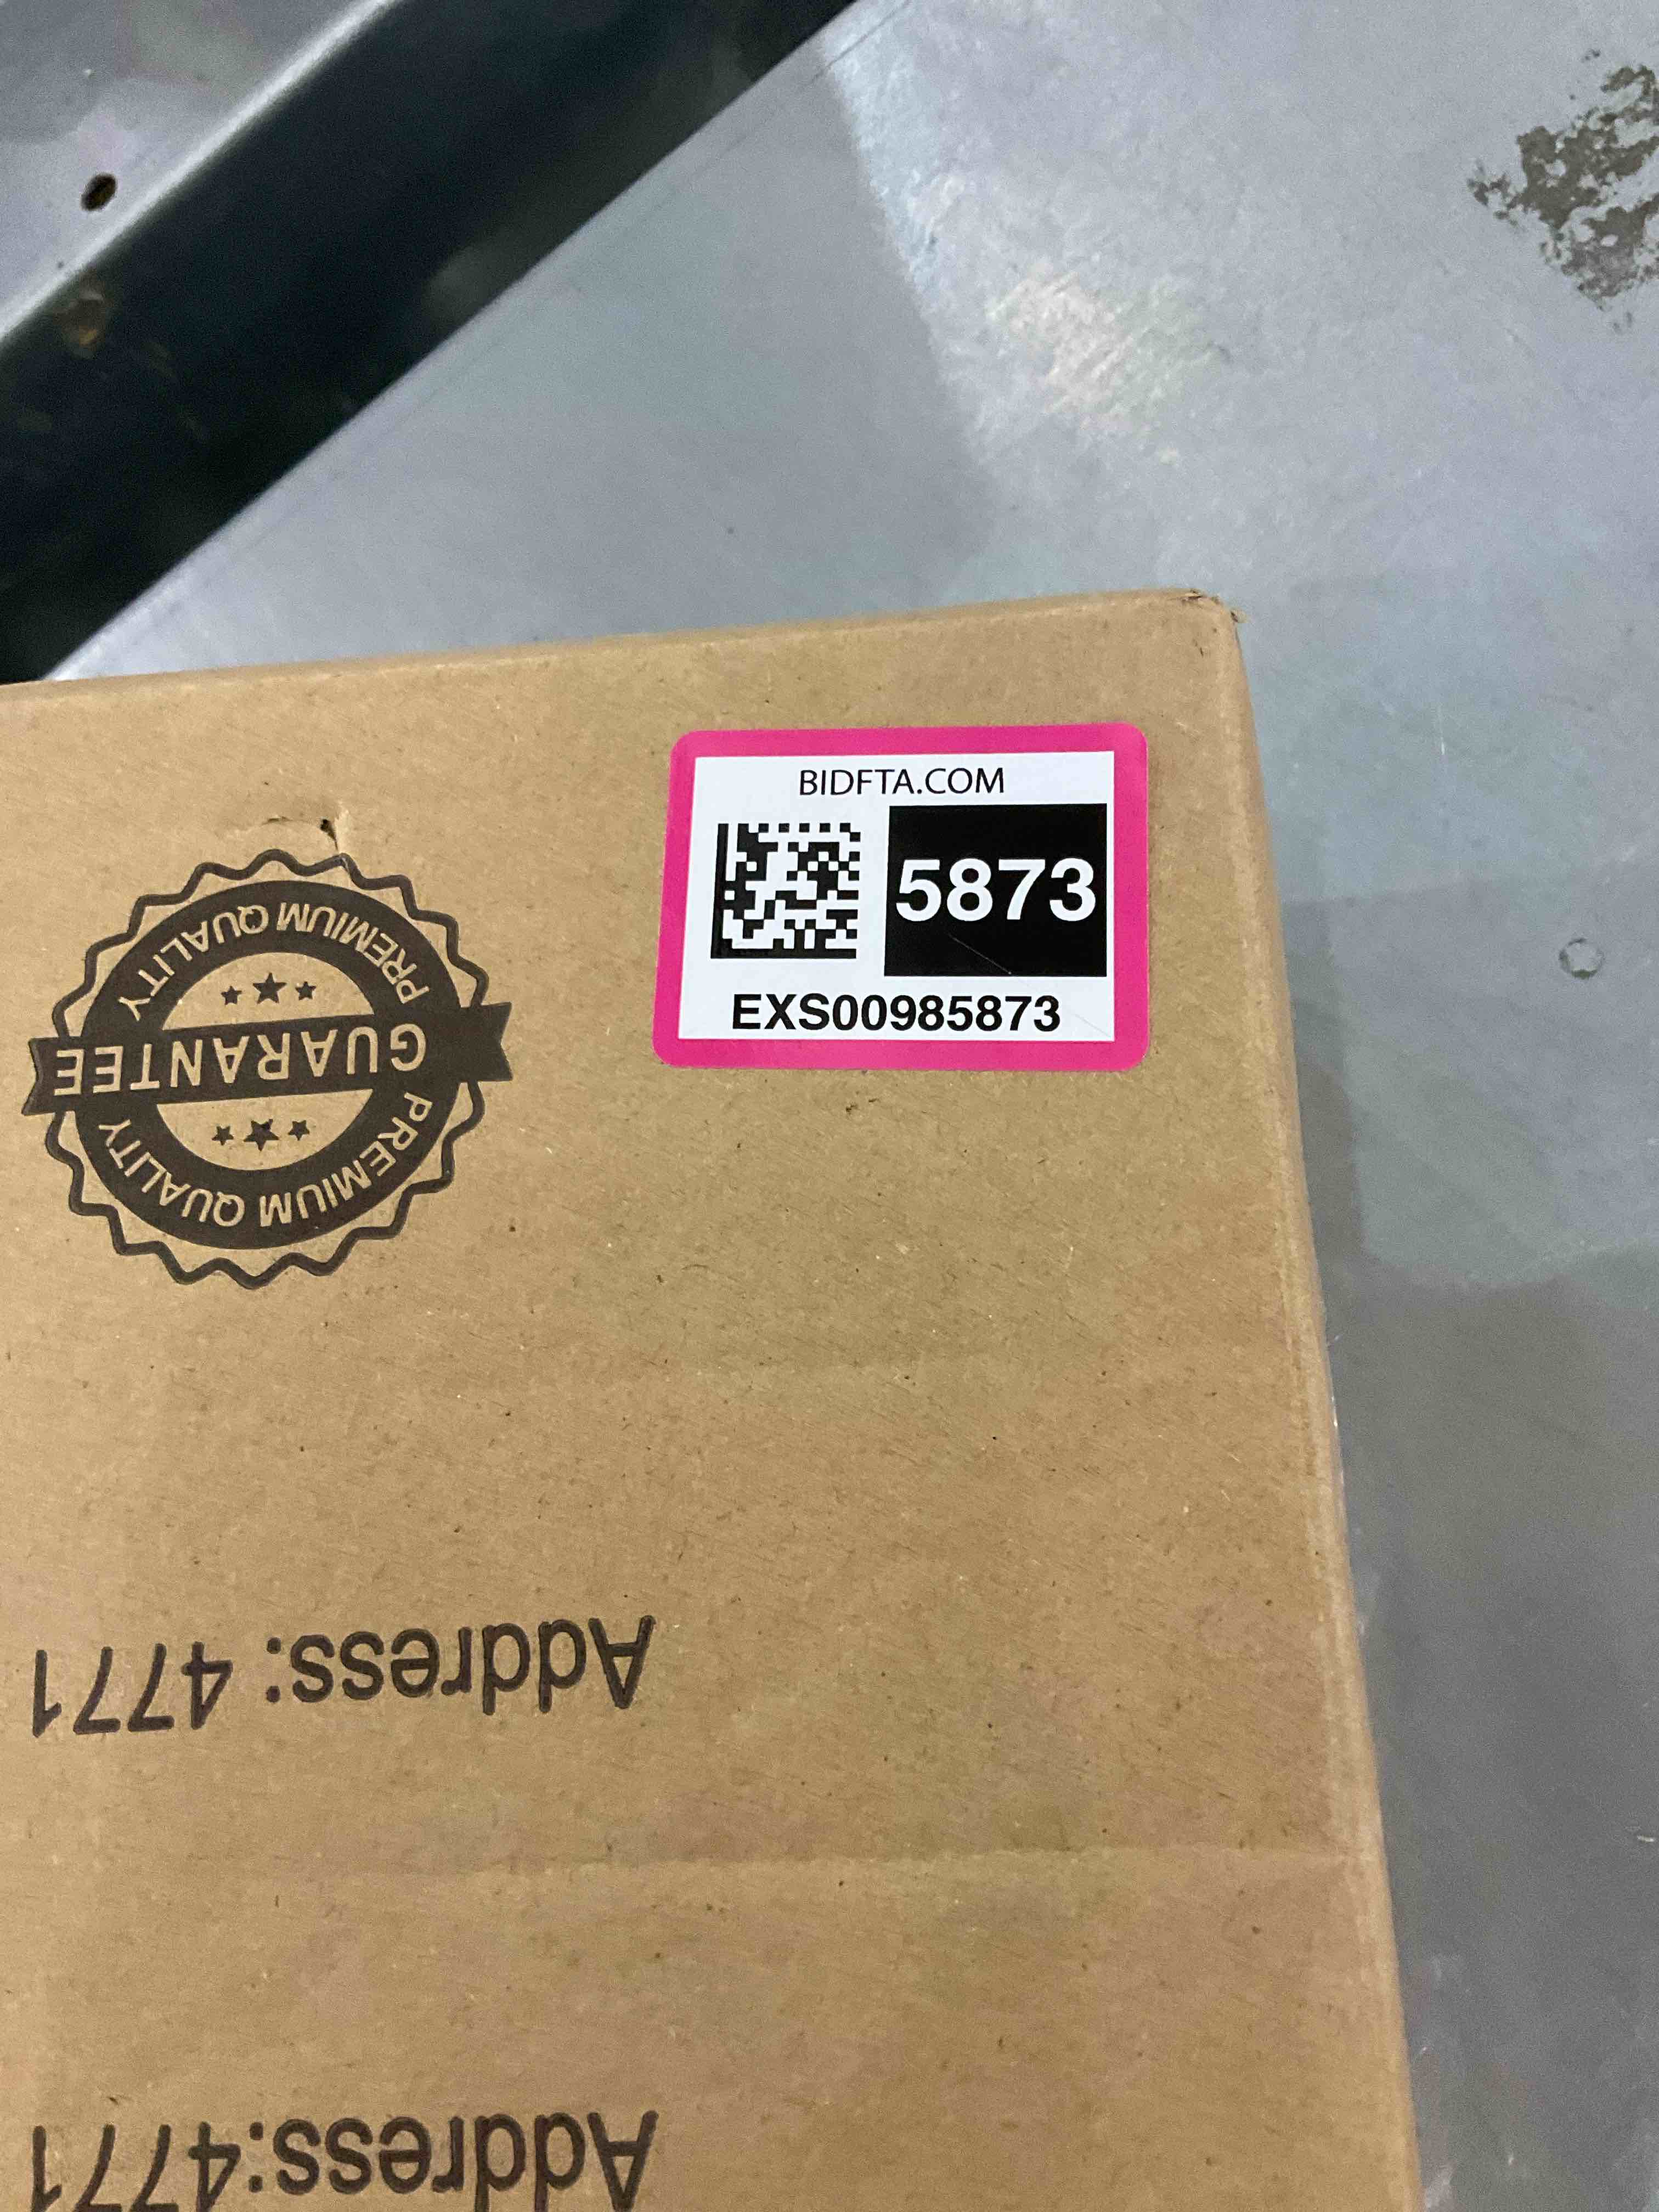 BIDFTA.COM
5873
EXS00985873
PREMIUM QUALITY
GUARANTEE
PREMIUM QUALITY
Address: 4771
Address:4771